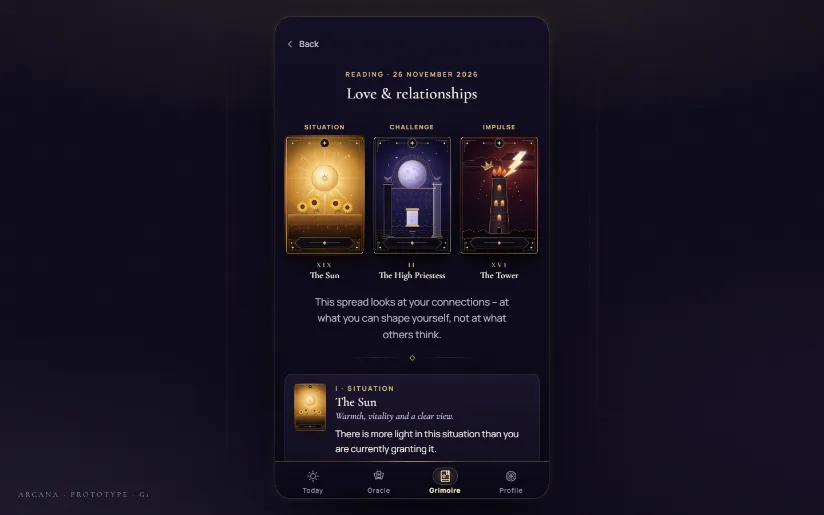 Back
READING · 26 NOVEMBER 2026
Love & relationships
SITUATION
CHALLENGE
IMPULSE
XIX
II
XVI
The Sun
The High Priestess
The Tower
This spread looks at your connections – at
what you can shape yourself, not at what
others think.
I · SITUATION
The Sun
Warmth, vitality and a clear view.
There is more light in this situation than you
are currently granting it.
Today
Oracle
Grimoire
Profile
ARCANA · PROTOTYPE · G1